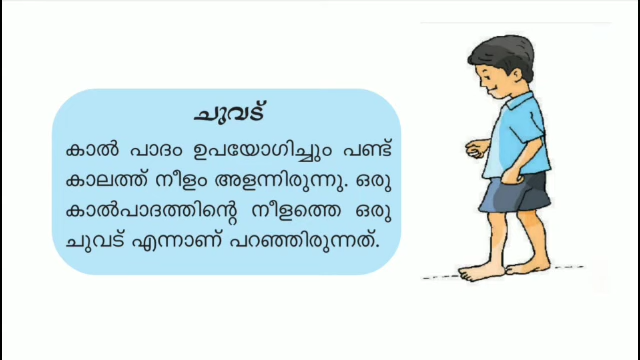 ചുവട്
കാൽ പാദം ഉപയോഗിച്ചും പണ്ട്
കാലത്ത് നീളം അളന്നിരുന്നു. ഒരു
കാൽപാദത്തിന്റെ നീളത്തെ ഒരു
ചുവട് എന്നാണ് പറഞ്ഞിരുന്നത്.